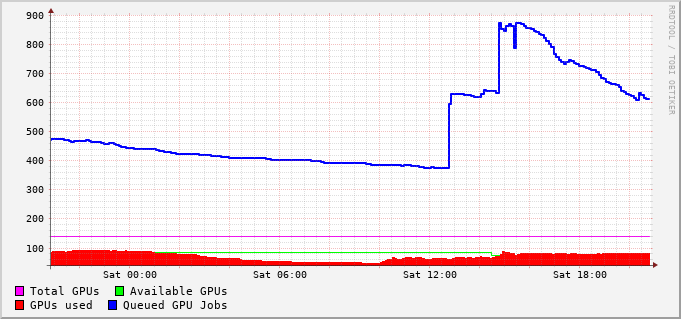 900
800
700
600
500
400
300
200
100
Sat 00:00 Sat 06:00 Sat 12:00 Sat 18:00
Total GPUs Available GPUs
GPUs used Queued GPU Jobs
RRDTOOL / TOBI OETIKER